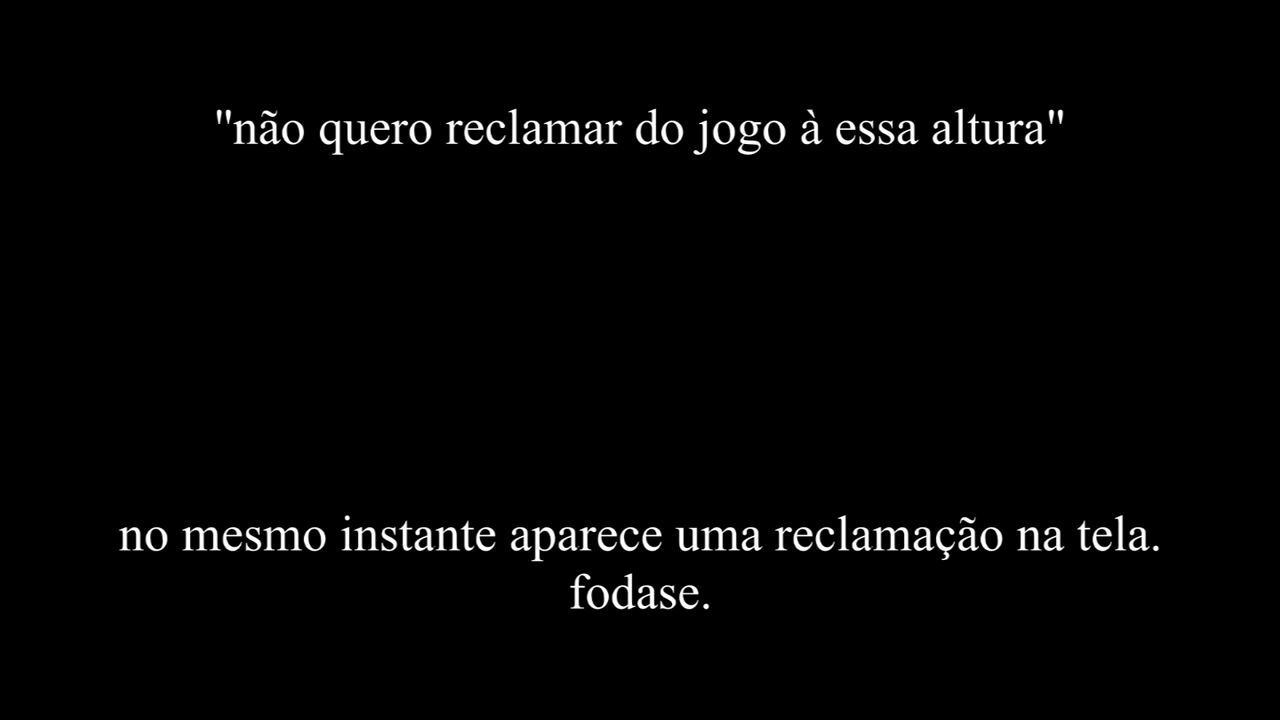 "não quero reclamar do jogo à essa altura"
no mesmo instante aparece uma reclamação na tela.
fodase.